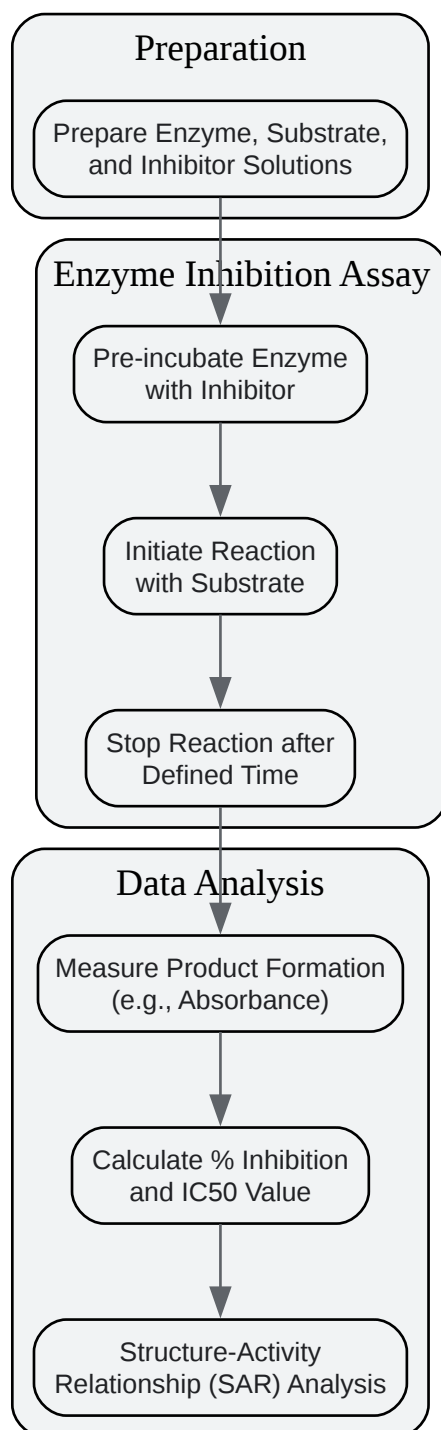 Preparation
Prepare Enzyme, Substrate,
and Inhibitor Solutions
Enzyme Inhibition Assay
Pre-incubate Enzyme
with Inhibitor
Initiate Reaction
with Substrate
Stop Reaction after
Defined Time
Data Analysis
Measure Product Formation
(e.g., Absorbance)
Calculate % Inhibition
and IC50 Value
Structure-Activity
Relationship (SAR) Analysis